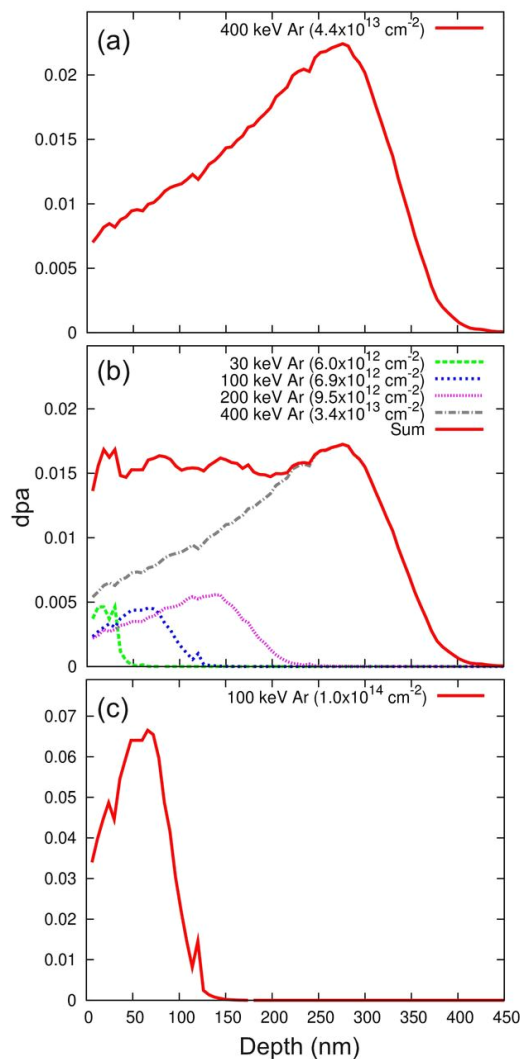 (a)
400 keV Ar (4.4x10¹³ cm⁻²)
0.02
0.015
0.01
0.005
0
(b)
30 keV Ar (6.0x10¹² cm⁻²)
100 keV Ar (6.9x10¹² cm⁻²)
200 keV Ar (9.5x10¹² cm⁻²)
400 keV Ar (3.4x10¹³ cm⁻²)
Sum
0.02
0.015
0.01
0.005
0
dpa
(c)
100 keV Ar (1.0x10¹⁴ cm⁻²)
0.07
0.06
0.05
0.04
0.03
0.02
0.01
0
0 50 100 150 200 250 300 350 400 450
Depth (nm)